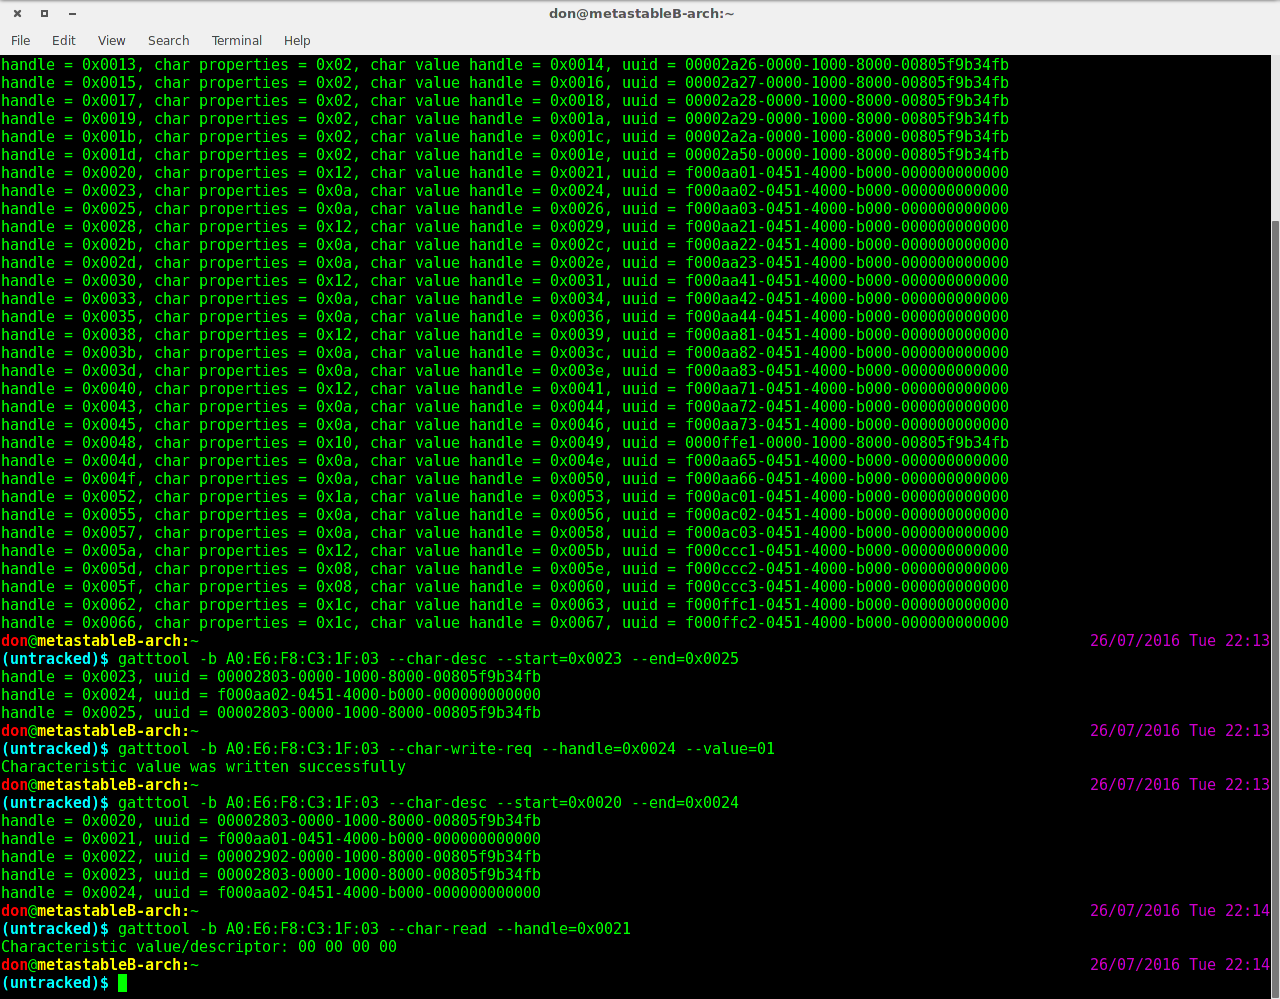 don@metastableB-arch:~
File Edit View Search Terminal Help
handle = 0x0013, char properties = 0x02, char value handle = 0x0014, uuid = 00002a26-0000-1000-8000-00805f9b34fb
handle = 0x0015, char properties = 0x02, char value handle = 0x0016, uuid = 00002a27-0000-1000-8000-00805f9b34fb
handle = 0x0017, char properties = 0x02, char value handle = 0x0018, uuid = 00002a28-0000-1000-8000-00805f9b34fb
handle = 0x0019, char properties = 0x02, char value handle = 0x001a, uuid = 00002a29-0000-1000-8000-00805f9b34fb
handle = 0x001b, char properties = 0x02, char value handle = 0x001c, uuid = 00002a2a-0000-1000-8000-00805f9b34fb
handle = 0x001d, char properties = 0x02, char value handle = 0x001e, uuid = 00002a50-0000-1000-8000-00805f9b34fb
handle = 0x0020, char properties = 0x12, char value handle = 0x0021, uuid = f000aa01-0451-4000-b000-000000000000
handle = 0x0023, char properties = 0x0a, char value handle = 0x0024, uuid = f000aa02-0451-4000-b000-000000000000
handle = 0x0025, char properties = 0x0a, char value handle = 0x0026, uuid = f000aa03-0451-4000-b000-000000000000
handle = 0x0028, char properties = 0x12, char value handle = 0x0029, uuid = f000aa21-0451-4000-b000-000000000000
handle = 0x002b, char properties = 0x0a, char value handle = 0x002c, uuid = f000aa22-0451-4000-b000-000000000000
handle = 0x002d, char properties = 0x0a, char value handle = 0x002e, uuid = f000aa23-0451-4000-b000-000000000000
handle = 0x0030, char properties = 0x12, char value handle = 0x0031, uuid = f000aa41-0451-4000-b000-000000000000
handle = 0x0033, char properties = 0x0a, char value handle = 0x0034, uuid = f000aa42-0451-4000-b000-000000000000
handle = 0x0035, char properties = 0x0a, char value handle = 0x0036, uuid = f000aa44-0451-4000-b000-000000000000
handle = 0x0038, char properties = 0x12, char value handle = 0x0039, uuid = f000aa81-0451-4000-b000-000000000000
handle = 0x003b, char properties = 0x0a, char value handle = 0x003c, uuid = f000aa82-0451-4000-b000-000000000000
handle = 0x003d, char properties = 0x0a, char value handle = 0x003e, uuid = f000aa83-0451-4000-b000-000000000000
handle = 0x0040, char properties = 0x12, char value handle = 0x0041, uuid = f000aa71-0451-4000-b000-000000000000
handle = 0x0043, char properties = 0x0a, char value handle = 0x0044, uuid = f000aa72-0451-4000-b000-000000000000
handle = 0x0045, char properties = 0x0a, char value handle = 0x0046, uuid = f000aa73-0451-4000-b000-000000000000
handle = 0x0048, char properties = 0x10, char value handle = 0x0049, uuid = 0000ffe1-0000-1000-8000-00805f9b34fb
handle = 0x004d, char properties = 0x0a, char value handle = 0x004e, uuid = f000aa65-0451-4000-b000-000000000000
handle = 0x004f, char properties = 0x0a, char value handle = 0x0050, uuid = f000aa66-0451-4000-b000-000000000000
handle = 0x0052, char properties = 0x1a, char value handle = 0x0053, uuid = f000ac01-0451-4000-b000-000000000000
handle = 0x0055, char properties = 0x0a, char value handle = 0x0056, uuid = f000ac02-0451-4000-b000-000000000000
handle = 0x0057, char properties = 0x0a, char value handle = 0x0058, uuid = f000ac03-0451-4000-b000-000000000000
handle = 0x005a, char properties = 0x12, char value handle = 0x005b, uuid = f000ccc1-0451-4000-b000-000000000000
handle = 0x005d, char properties = 0x08, char value handle = 0x005e, uuid = f000ccc2-0451-4000-b000-000000000000
handle = 0x005f, char properties = 0x08, char value handle = 0x0060, uuid = f000ccc3-0451-4000-b000-000000000000
handle = 0x0062, char properties = 0x1c, char value handle = 0x0063, uuid = f000ffc1-0451-4000-b000-000000000000
handle = 0x0066, char properties = 0x1c, char value handle = 0x0067, uuid = f000ffc2-0451-4000-b000-000000000000
don@metastableB-arch:~ 26/07/2016 Tue 22:13
(untracked)$ gatttool -b A0:E6:F8:C3:1F:03 --char-desc --start=0x0023 --end=0x0025
handle = 0x0023, uuid = 00002803-0000-1000-8000-00805f9b34fb
handle = 0x0024, uuid = f000aa02-0451-4000-b000-000000000000
handle = 0x0025, uuid = 00002803-0000-1000-8000-00805f9b34fb
don@metastableB-arch:~ 26/07/2016 Tue 22:13
(untracked)$ gatttool -b A0:E6:F8:C3:1F:03 --char-write-req --handle=0x0024 --value=01
Characteristic value was written successfully
don@metastableB-arch:~ 26/07/2016 Tue 22:13
(untracked)$ gatttool -b A0:E6:F8:C3:1F:03 --char-desc --start=0x0020 --end=0x0024
handle = 0x0020, uuid = 00002803-0000-1000-8000-00805f9b34fb
handle = 0x0021, uuid = f000aa01-0451-4000-b000-000000000000
handle = 0x0022, uuid = 00002902-0000-1000-8000-00805f9b34fb
handle = 0x0023, uuid = 00002803-0000-1000-8000-00805f9b34fb
handle = 0x0024, uuid = f000aa02-0451-4000-b000-000000000000
don@metastableB-arch:~ 26/07/2016 Tue 22:14
(untracked)$ gatttool -b A0:E6:F8:C3:1F:03 --char-read --handle=0x0021
Characteristic value/descriptor: 00 00 00 00
don@metastableB-arch:~ 26/07/2016 Tue 22:14
(untracked)$